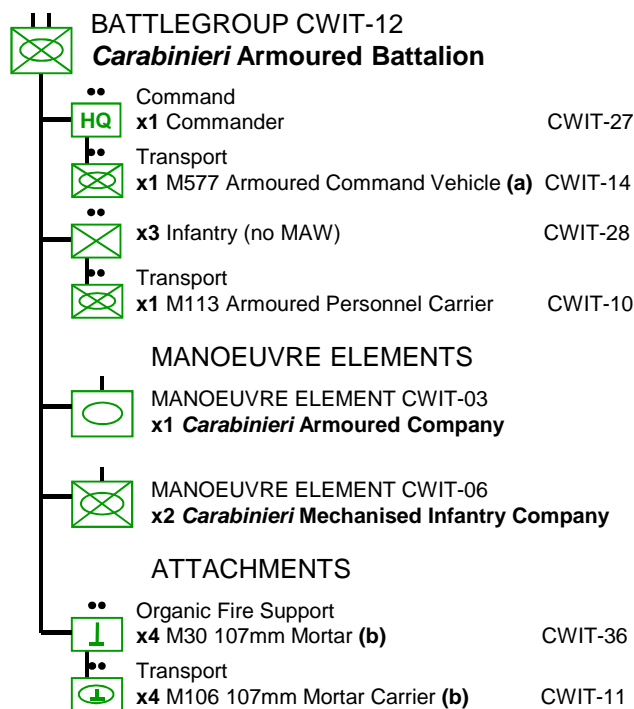 BATTLEGROUP CWIT-12
Carabinieri Armoured Battalion
Command
HQ x1 Commander CWIT-27
Transport
x1 M577 Armoured Command Vehicle (a) CWIT-14
x3 Infantry (no MAW) CWIT-28
Transport
x1 M113 Armoured Personnel Carrier CWIT-10
MANOEUVRE ELEMENTS
MANOEUVRE ELEMENT CWIT-03
x1 Carabinieri Armoured Company
MANOEUVRE ELEMENT CWIT-06
x2 Carabinieri Mechanised Infantry Company
ATTACHMENTS
Organic Fire Support
x4 M30 107mm Mortar (b) CWIT-36
Transport
x4 M106 107mm Mortar Carrier (b) CWIT-11